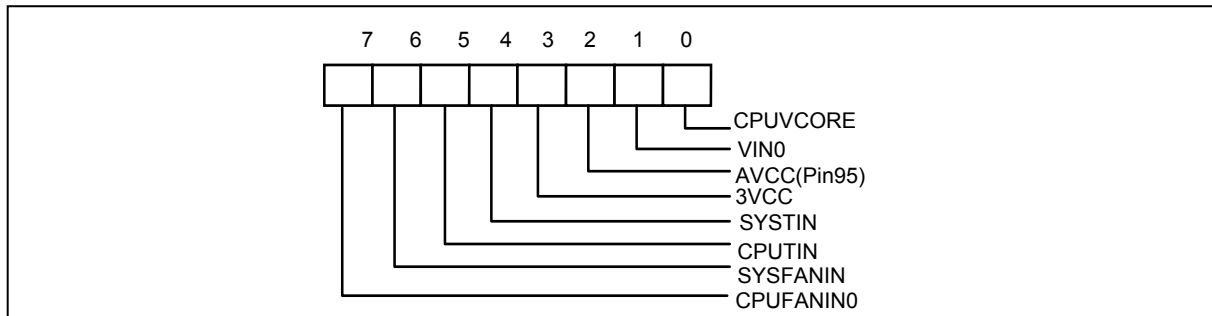 7 6 5 4 3 2 1 0
CPUVCORE
VIN0
AVCC(Pin95)
3VCC
SYSTIN
CPUTIN
SYSFANIN
CPUFANIN0